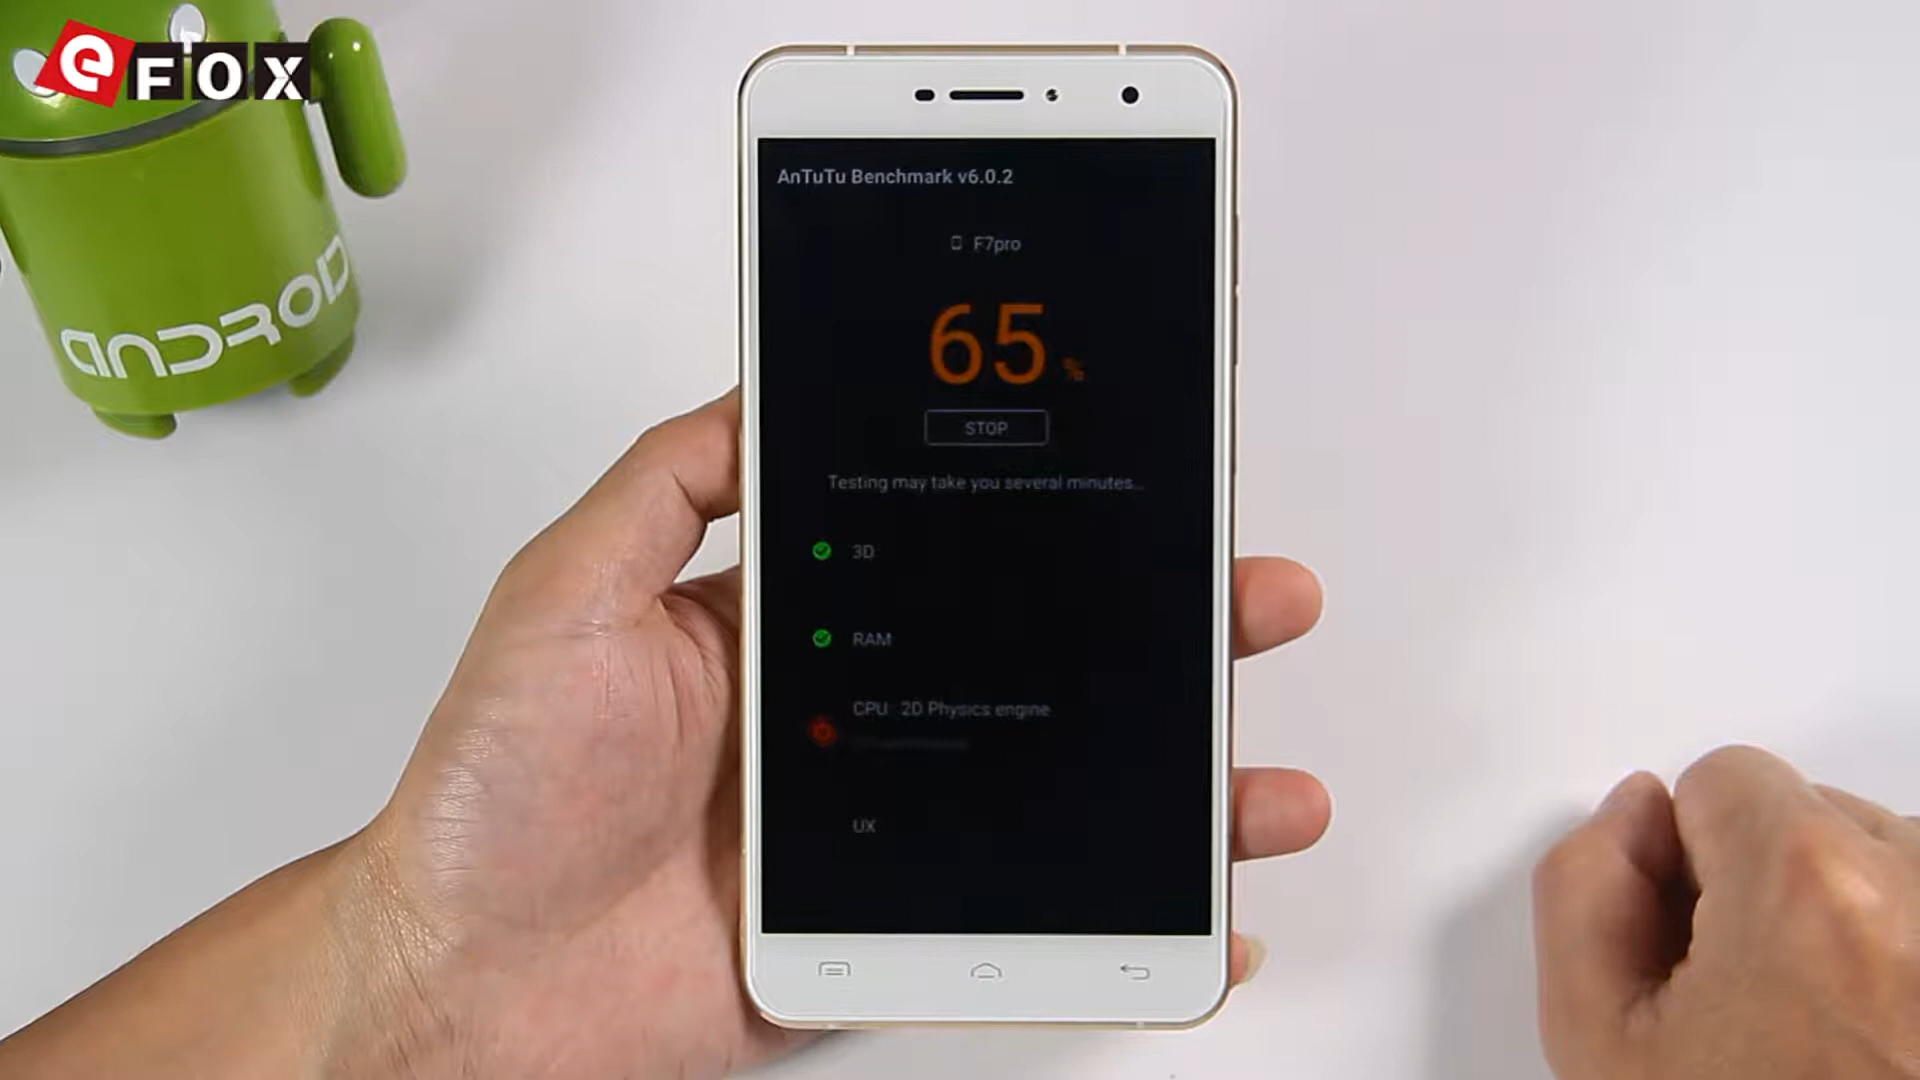 eFOX
ANDROID
AnTuTu Benchmark v6.0.2
F7pro
65 %
STOP
Testing may take you several minutes...
3D
RAM
CPU 2D Physics engine
UX